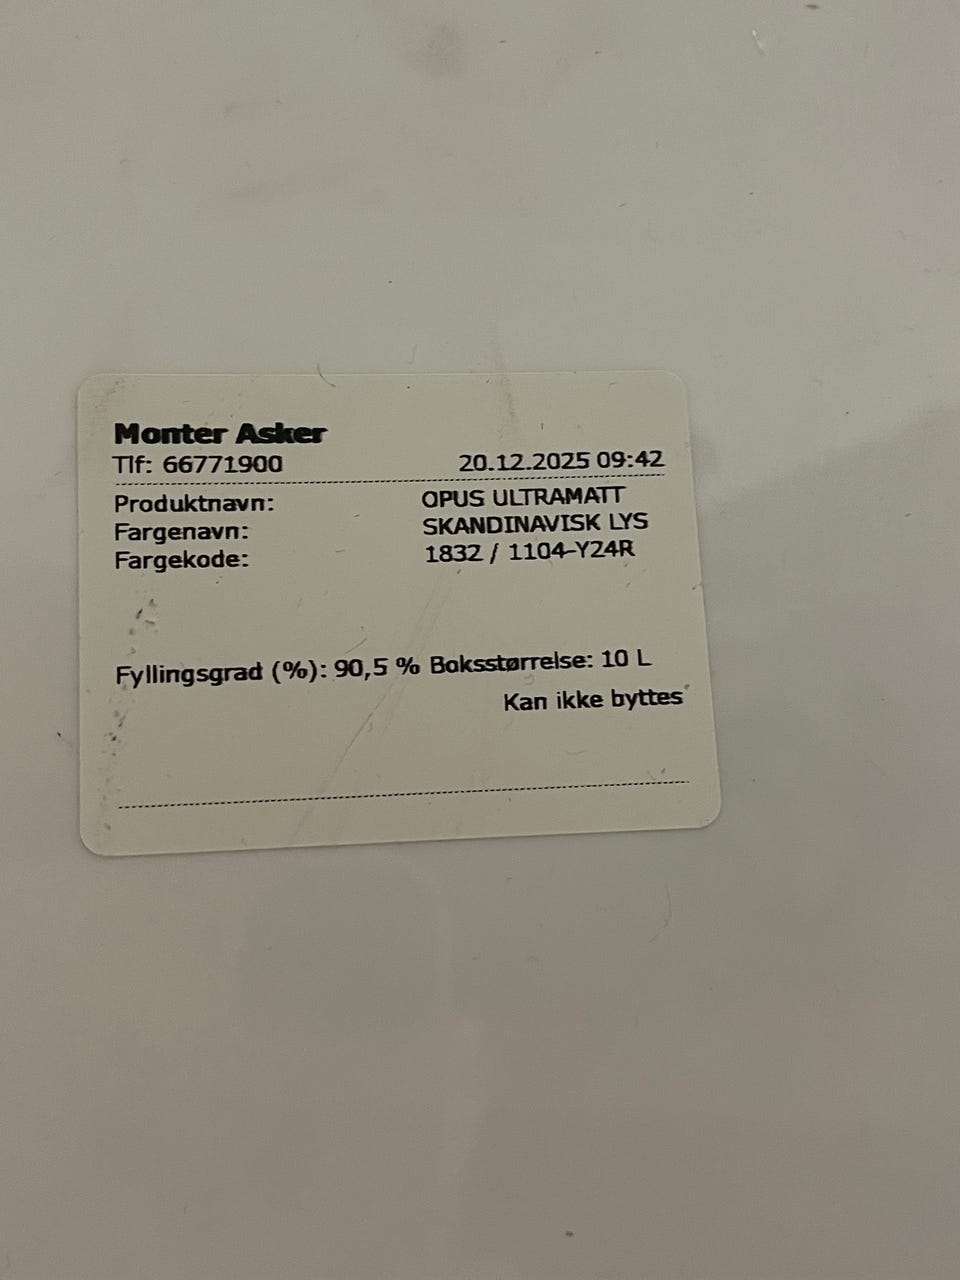 Monter Asker
Tlf: 66771900 20.12.2025 09:42
Produktnavn: OPUS ULTRAMATT
Fargenavn: SKANDINAVISK LYS
Fargekode: 1832 / 1104-Y24R
Fyllingsgrad (%): 90,5 % Boksstørrelse: 10 L
Kan ikke byttes